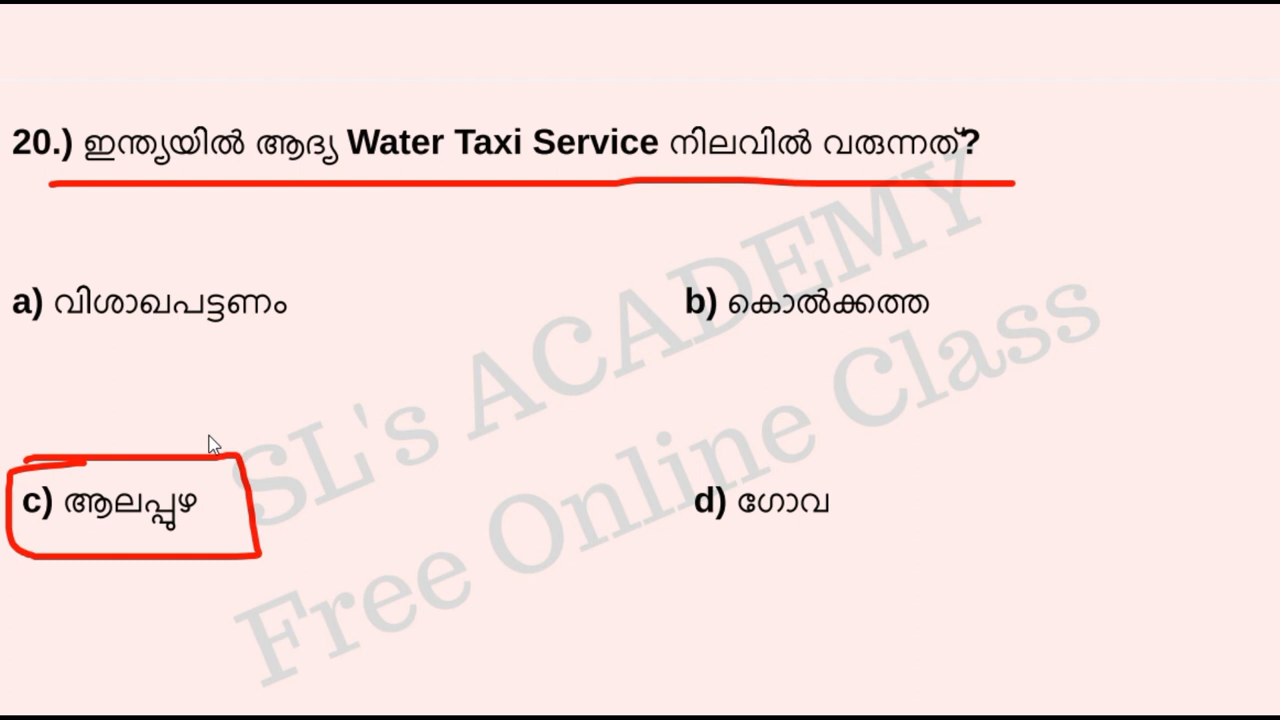 20.) ഇന്ത്യയിൽ ആദ്യ Water Taxi Service നിലവിൽ വരുന്നത്?
a) വിശാഖപട്ടണം b) കൊൽക്കത്ത
c) ആലപ്പുഴ d) ഗോവ
SL's ACADEMY
Free Online Class